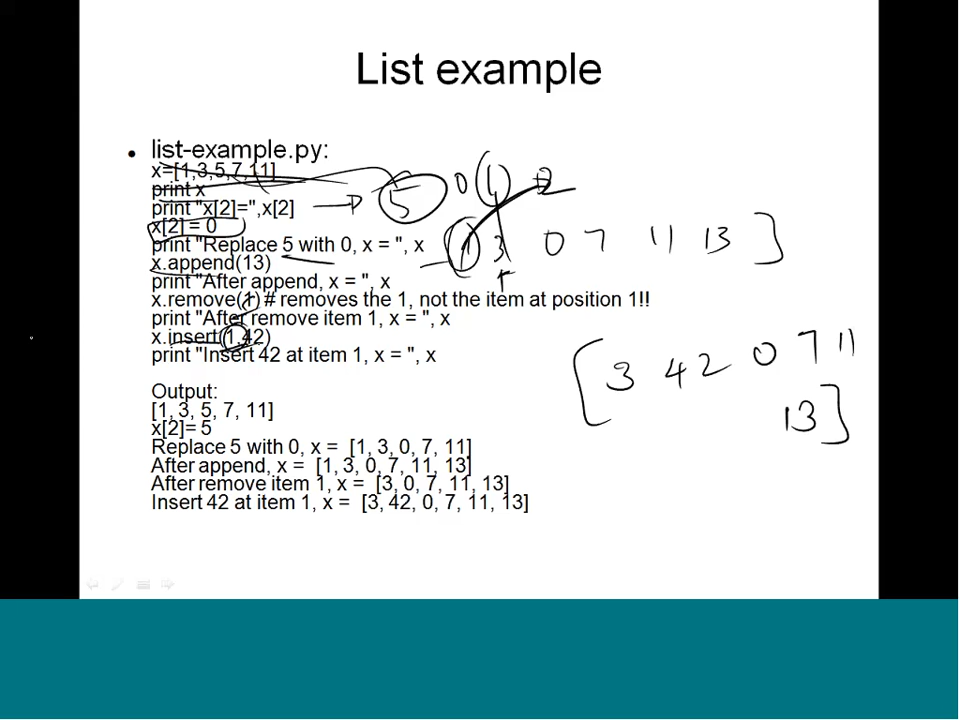 List example
• list-example.py:
x=[1,3,5,7,11]
print x
print "x[2]=",x[2]
x[2] = 0
print "Replace 5 with 0, x = ", x
x.append(13)
print "After append, x = ", x
x.remove(1) # removes the 1, not the item at position 1!!
print "After remove item 1, x = ", x
x.insert(1,42)
print "Insert 42 at item 1, x = ", x
5 0 1 2
1 3 0 7 11 13 ]
[ 3 42 0 7 11
13 ]
Output:
[1, 3, 5, 7, 11]
x[2]= 5
Replace 5 with 0, x =  [1, 3, 0, 7, 11]
After append, x =  [1, 3, 0, 7, 11, 13]
After remove item 1, x =  [3, 0, 7, 11, 13]
Insert 42 at item 1, x =  [3, 42, 0, 7, 11, 13]